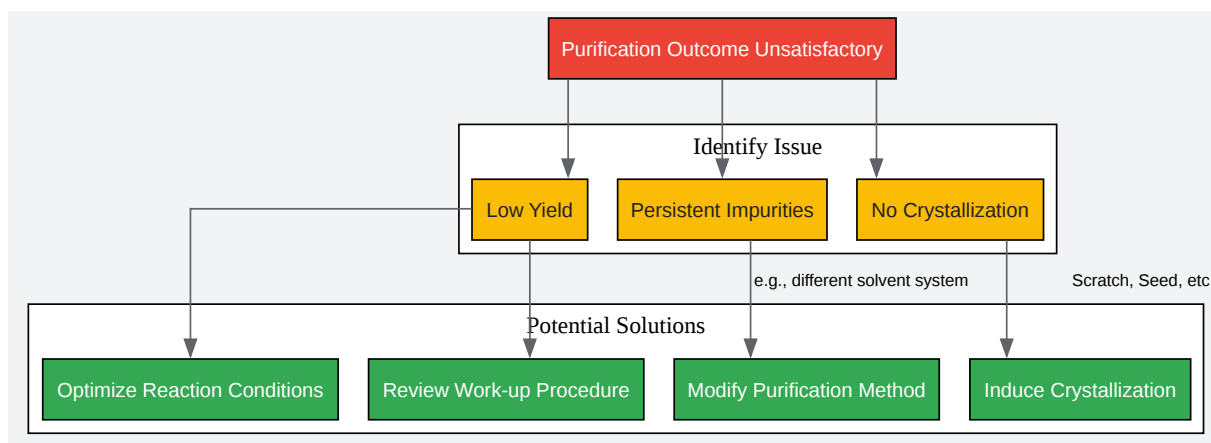 Purification Outcome Unsatisfactory
Identify Issue
Low Yield
Persistent Impurities
No Crystallization
e.g., different solvent system
Scratch, Seed, etc
Potential Solutions
Optimize Reaction Conditions
Review Work-up Procedure
Modify Purification Method
Induce Crystallization